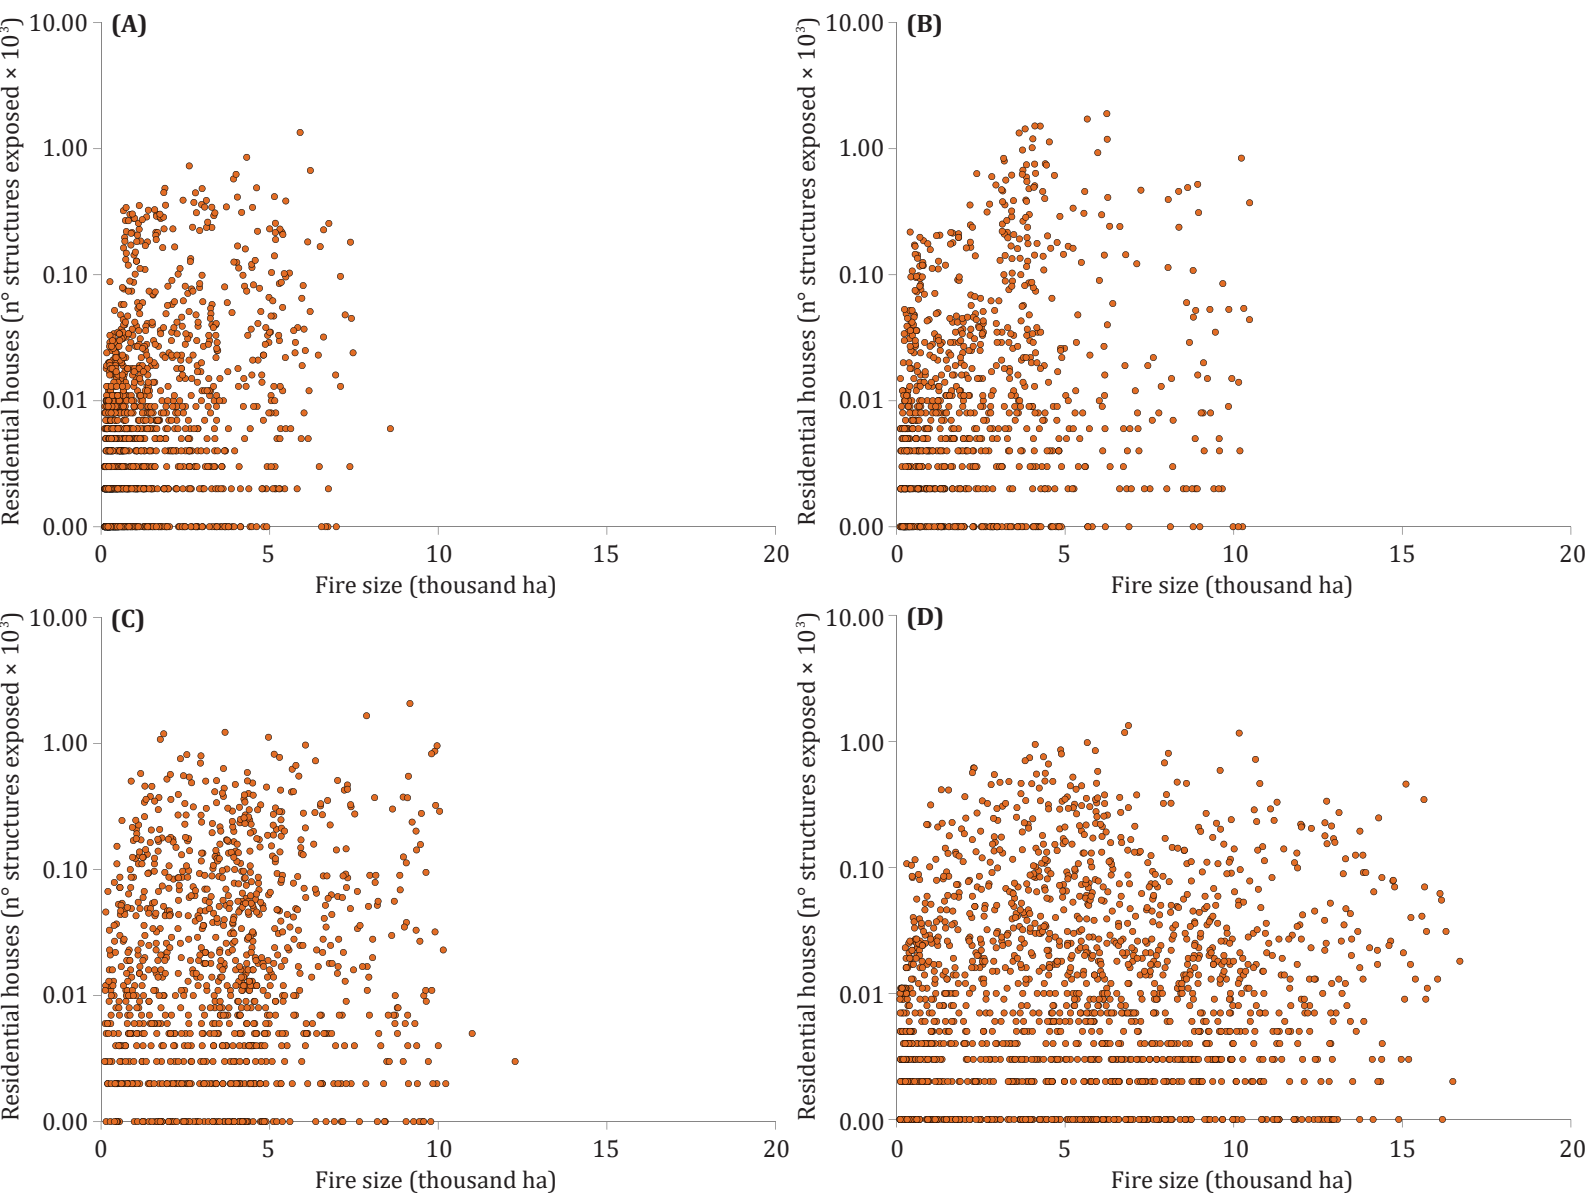 (A)
Residential houses (n° structures exposed × 10³)
10.00
1.00
0.10
0.01
0.00
0 5 10 15 20
Fire size (thousand ha)
(B)
Residential houses (n° structures exposed × 10³)
10.00
1.00
0.10
0.01
0.00
0 5 10 15 20
Fire size (thousand ha)
(C)
Residential houses (n° structures exposed × 10³)
10.00
1.00
0.10
0.01
0.00
0 5 10 15 20
Fire size (thousand ha)
(D)
Residential houses (n° structures exposed × 10³)
10.00
1.00
0.10
0.01
0.00
0 5 10 15 20
Fire size (thousand ha)